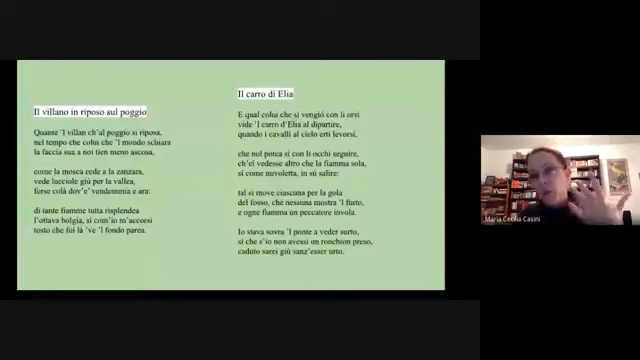 Il villano in riposo sul poggio
Quante 'l villan ch'al poggio si riposa,
nel tempo che colui che 'l mondo schiara
la faccia sua a noi tien meno ascosa,
come la mosca cede a la zanzara,
vede lucciole giù per la vallea,
forse colà dov'e' vendemmia e ara:
di tante fiamme tutta risplendea
l'ottava bolgia, sì com'io m'accorsi
tosto che fui là 've 'l fondo parea.
Il carro di Elia
E qual colui che si vengiò con li orsi
vide 'l carro d'Elia al dipartire,
quando i cavalli al cielo erti levorsi,
che nol potea sì con li occhi seguire,
ch'el vedesse altro che la fiamma sola,
sì come nuvoletta, in sù salire:
tal si move ciascuna per la gola
del fosso, ché nessuna mostra 'l furto,
e ogne fiamma un peccatore invola.
Io stava sovra 'l ponte a veder surto,
sì che s'io non avessi un ronchion preso,
caduto sarei giù sanz'esser urto.
Maria Cecilia Casini